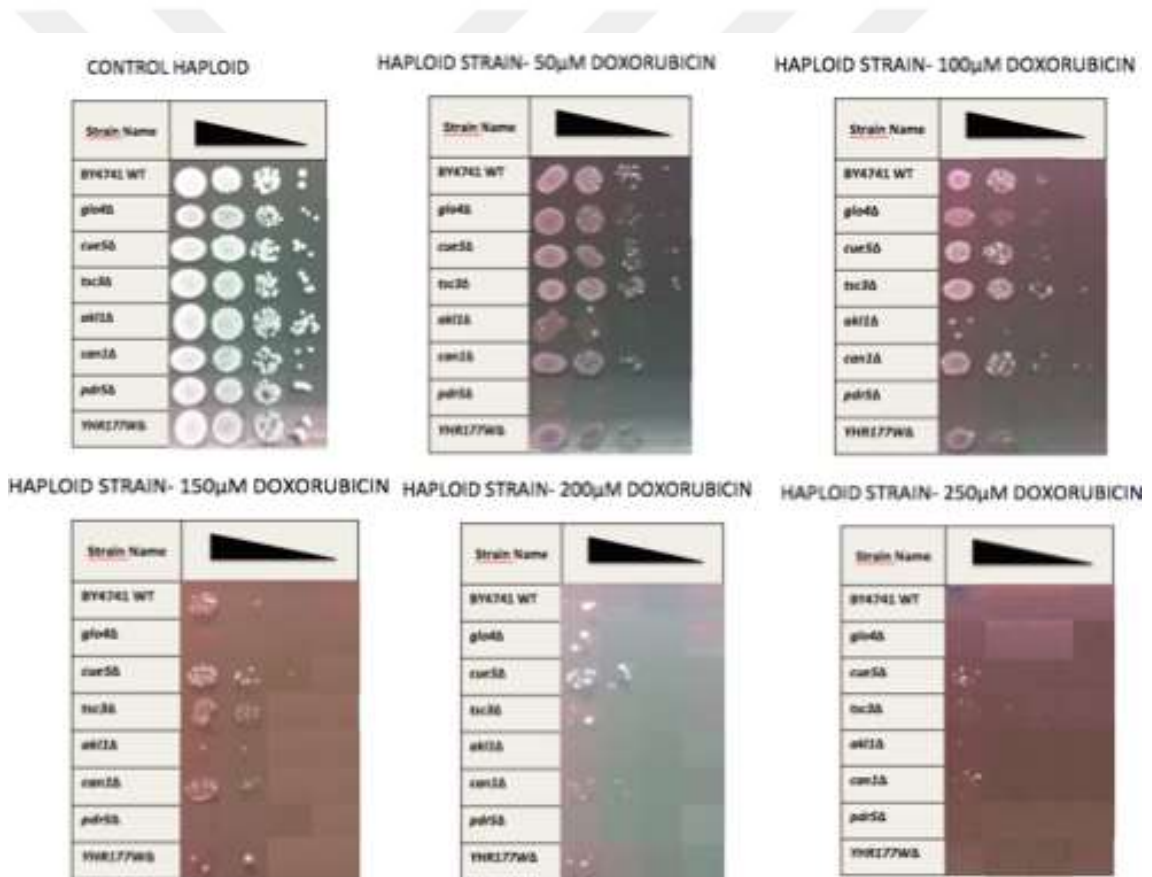 CONTROL HAPLOID
HAPLOID STRAIN- 50µM DOXORUBICIN
HAPLOID STRAIN- 100µM DOXORUBICIN
Strain Name
BY4741 WT
glo4Δ
cue5Δ
tsc3Δ
akl1Δ
can1Δ
pdr5Δ
YHR177WΔ
Strain Name
BY4741 WT
glo4Δ
cue5Δ
tsc3Δ
akl1Δ
can1Δ
pdr5Δ
YHR177WΔ
Strain Name
BY4741 WT
glo4Δ
cue5Δ
tsc3Δ
akl1Δ
can1Δ
pdr5Δ
YHR177WΔ
HAPLOID STRAIN- 150µM DOXORUBICIN
HAPLOID STRAIN- 200µM DOXORUBICIN
HAPLOID STRAIN- 250µM DOXORUBICIN
Strain Name
BY4741 WT
glo4Δ
cue5Δ
tsc3Δ
akl1Δ
can1Δ
pdr5Δ
YHR177WΔ
Strain Name
BY4741 WT
glo4Δ
cue5Δ
tsc3Δ
akl1Δ
can1Δ
pdr5Δ
YHR177WΔ
Strain Name
BY4741 WT
glo4Δ
cue5Δ
tsc3Δ
akl1Δ
can1Δ
pdr5Δ
YHR177WΔ